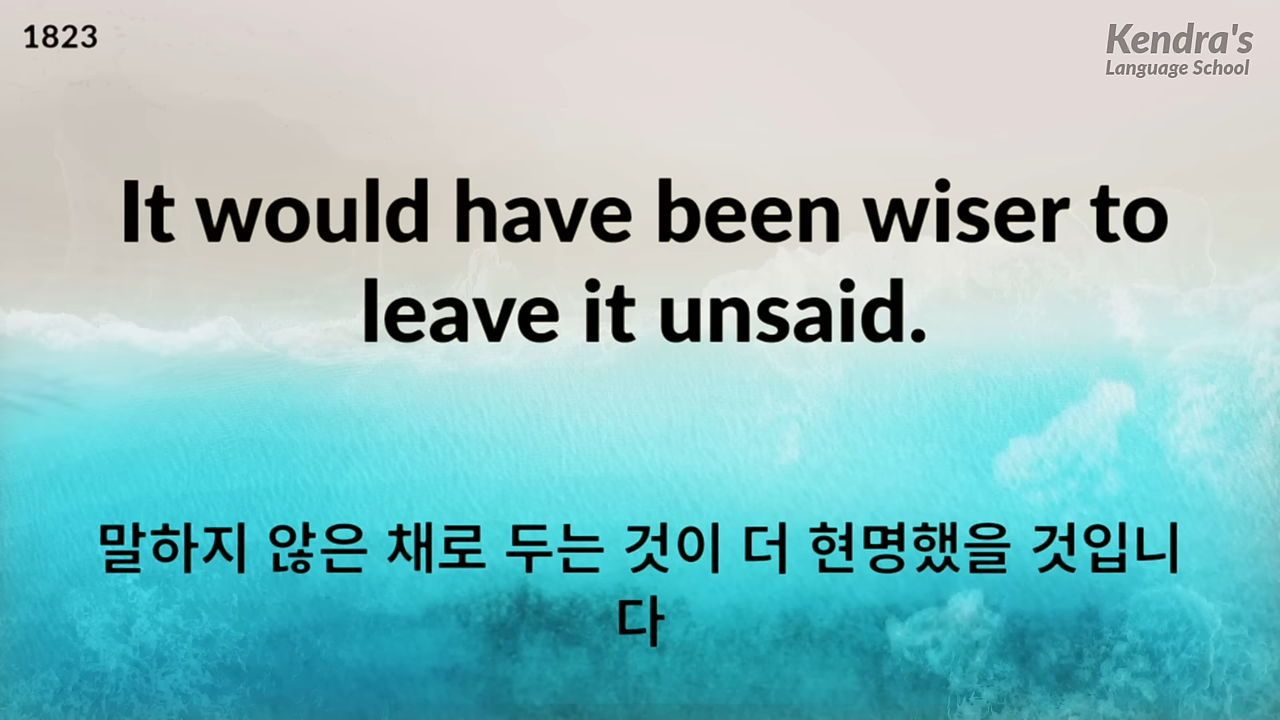 1823
Kendra's
Language School
It would have been wiser to
leave it unsaid.
말하지 않은 채로 두는 것이 더 현명했을 것입니
다